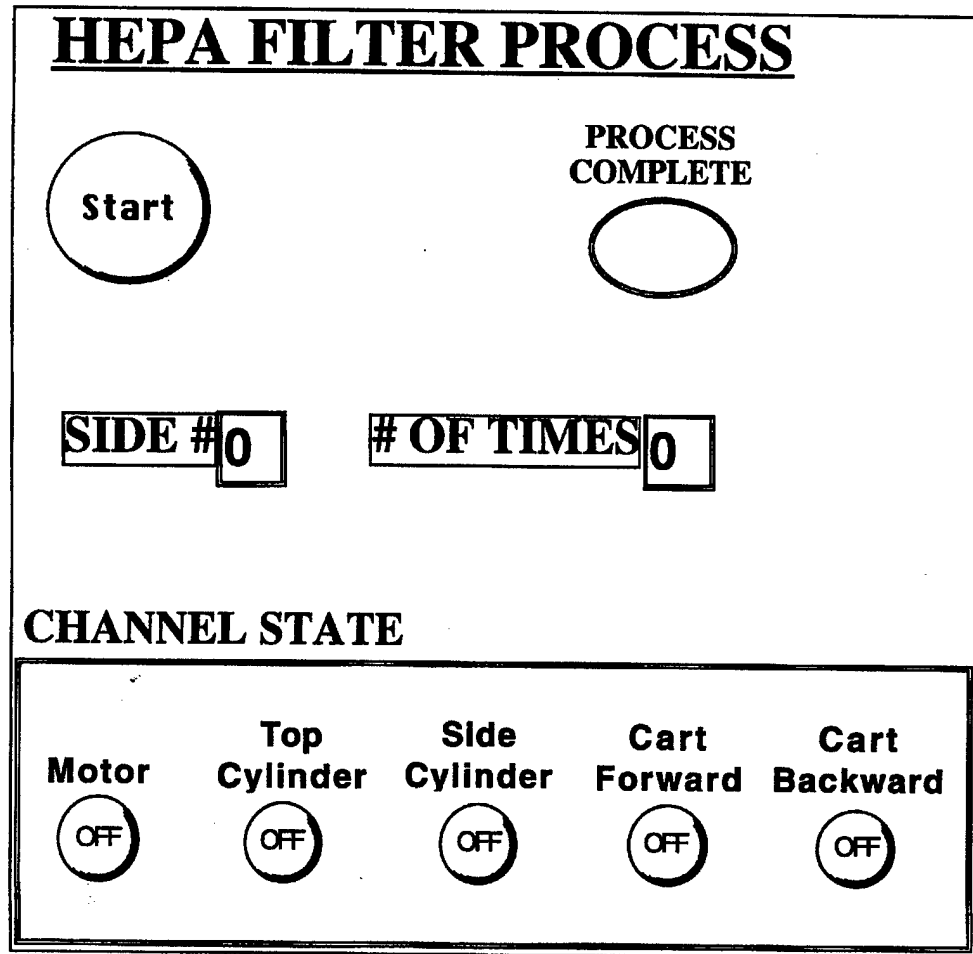 HEPA FILTER PROCESS
Start
PROCESS
COMPLETE
SIDE # 0
# OF TIMES 0
CHANNEL STATE
Motor
OFF
Top
Cylinder
OFF
Side
Cylinder
OFF
Cart
Forward
OFF
Cart
Backward
OFF